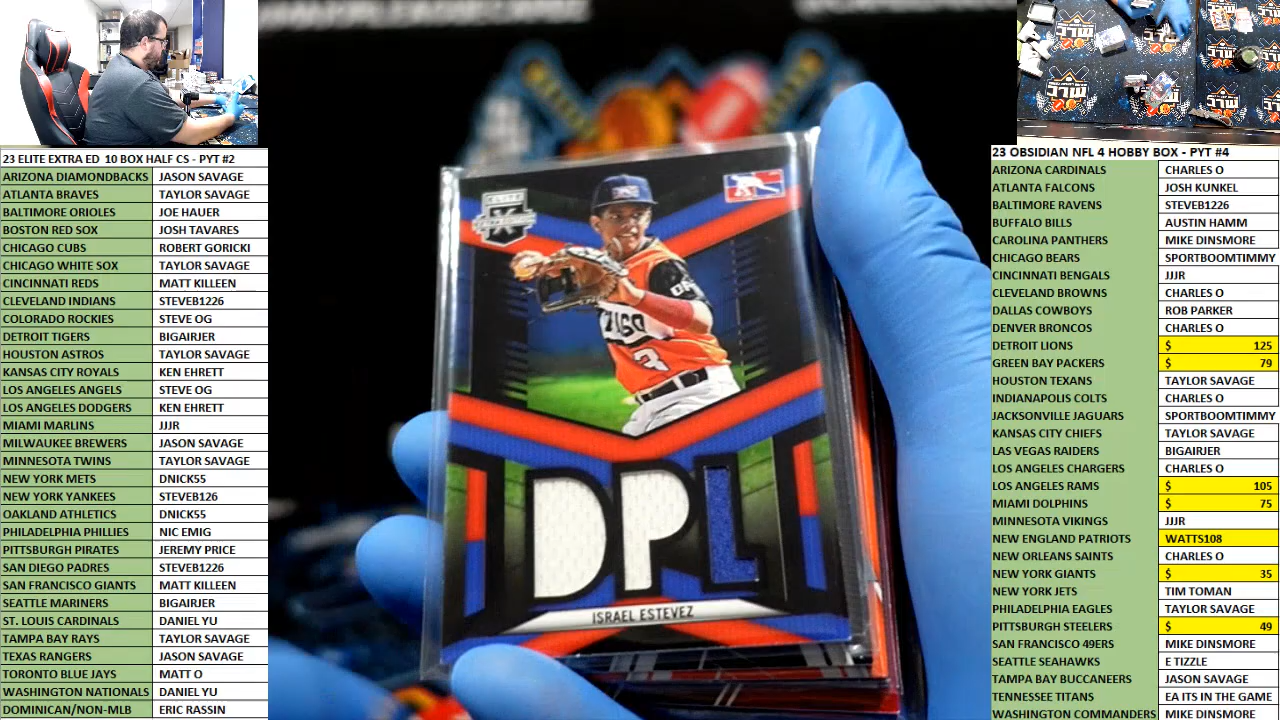 23 ELITE EXTRA ED 10 BOX HALF CS - PYT #2
ARIZONA DIAMONDBACKS JASON SAVAGE
ATLANTA BRAVES TAYLOR SAVAGE
BALTIMORE ORIOLES JOE HAUER
BOSTON RED SOX JOSH TAVARES
CHICAGO CUBS ROBERT GORICKI
CHICAGO WHITE SOX TAYLOR SAVAGE
CINCINNATI REDS MATT KILLEEN
CLEVELAND INDIANS STEVEB1226
COLORADO ROCKIES STEVE OG
DETROIT TIGERS BIGAIRJER
HOUSTON ASTROS TAYLOR SAVAGE
KANSAS CITY ROYALS KEN EHRETT
LOS ANGELES ANGELS STEVE OG
LOS ANGELES DODGERS KEN EHRETT
MIAMI MARLINS JJJR
MILWAUKEE BREWERS JASON SAVAGE
MINNESOTA TWINS TAYLOR SAVAGE
NEW YORK METS DNICK55
NEW YORK YANKEES STEVEB126
OAKLAND ATHLETICS DNICK55
PHILADELPHIA PHILLIES NIC EMIG
PITTSBURGH PIRATES JEREMY PRICE
SAN DIEGO PADRES STEVEB1226
SAN FRANCISCO GIANTS MATT KILLEEN
SEATTLE MARINERS BIGAIRJER
ST. LOUIS CARDINALS DANIEL YU
TAMPA BAY RAYS TAYLOR SAVAGE
TEXAS RANGERS JASON SAVAGE
TORONTO BLUE JAYS MATT O
WASHINGTON NATIONALS DANIEL YU
DOMINICAN/NON-MLB ERIC RASSIN
ELITE
3
DPL
ISRAEL ESTEVEZ
23 OBSIDIAN NFL 4 HOBBY BOX - PYT #4
ARIZONA CARDINALS CHARLES O
ATLANTA FALCONS JOSH KUNKEL
BALTIMORE RAVENS STEVEB1226
BUFFALO BILLS AUSTIN HAMM
CAROLINA PANTHERS MIKE DINSMORE
CHICAGO BEARS SPORTBOOMTIMMY
CINCINNATI BENGALS JJJR
CLEVELAND BROWNS CHARLES O
DALLAS COWBOYS ROB PARKER
DENVER BRONCOS CHARLES O
DETROIT LIONS $ 125
GREEN BAY PACKERS $ 79
HOUSTON TEXANS TAYLOR SAVAGE
INDIANAPOLIS COLTS CHARLES O
JACKSONVILLE JAGUARS SPORTBOOMTIMMY
KANSAS CITY CHIEFS TAYLOR SAVAGE
LAS VEGAS RAIDERS BIGAIRJER
LOS ANGELES CHARGERS CHARLES O
LOS ANGELES RAMS $ 105
MIAMI DOLPHINS $ 75
MINNESOTA VIKINGS JJJR
NEW ENGLAND PATRIOTS WATTS108
NEW ORLEANS SAINTS CHARLES O
NEW YORK GIANTS $ 35
NEW YORK JETS TIM TOMAN
PHILADELPHIA EAGLES TAYLOR SAVAGE
PITTSBURGH STEELERS $ 49
SAN FRANCISCO 49ERS MIKE DINSMORE
SEATTLE SEAHAWKS E TIZZLE
TAMPA BAY BUCCANEERS JASON SAVAGE
TENNESSEE TITANS EA ITS IN THE GAME
WASHINGTON COMMANDERS MIKE DINSMORE